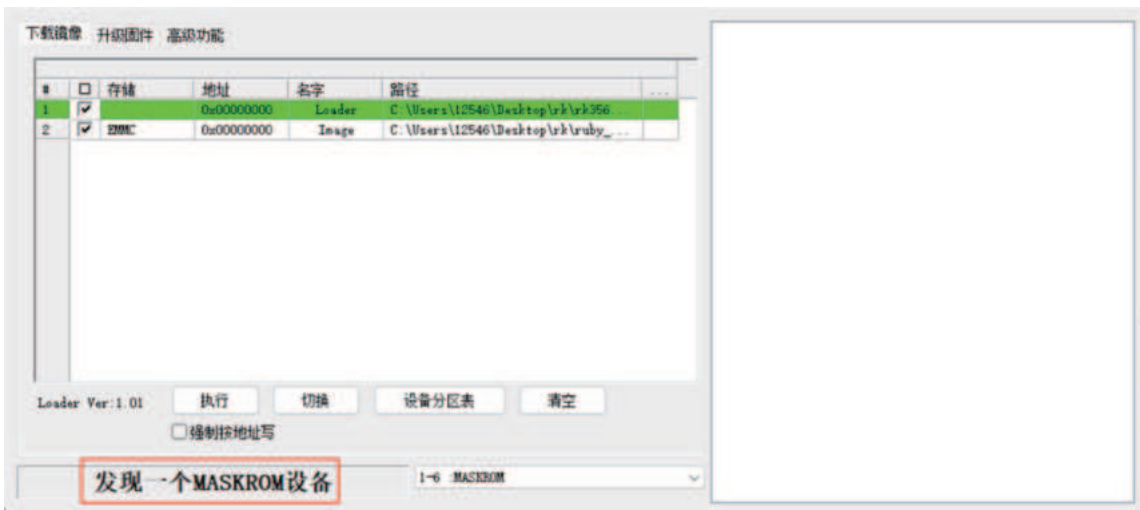 下载镜像 升级固件 高级功能
# 存储 地址 名字 路径 ...
1 0x00000000 Loader C:\Users\12546\Desktop\rk\rk356...
2 EMMC 0x00000000 Image C:\Users\12546\Desktop\rk\ruby_...
Loader Ver:1.01 执行 切换 设备分区表 清空
强制按地址写
发现一个MASKROM设备 1-6 :MASKROM